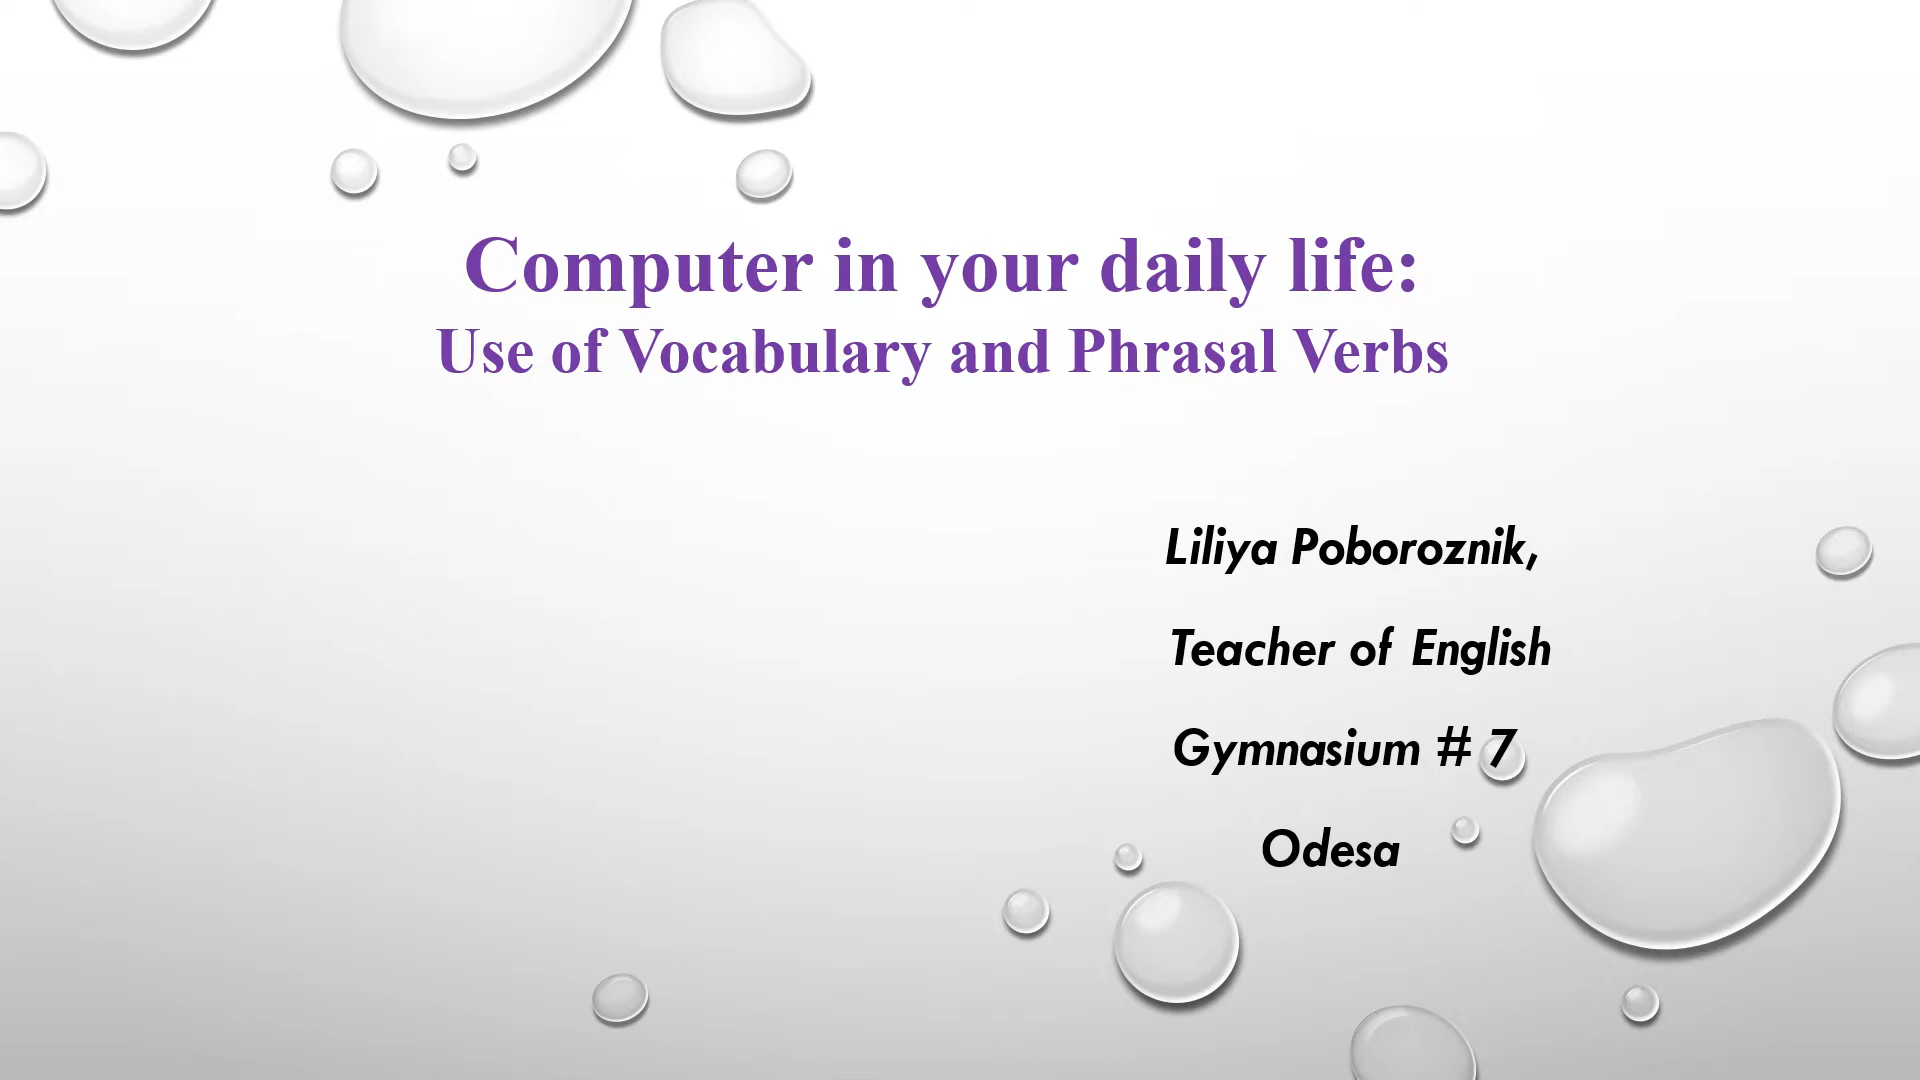 Computer in your daily life:
Use of Vocabulary and Phrasal Verbs
Liliya Poboroznik,
Teacher of English
Gymnasium # 7
Odesa